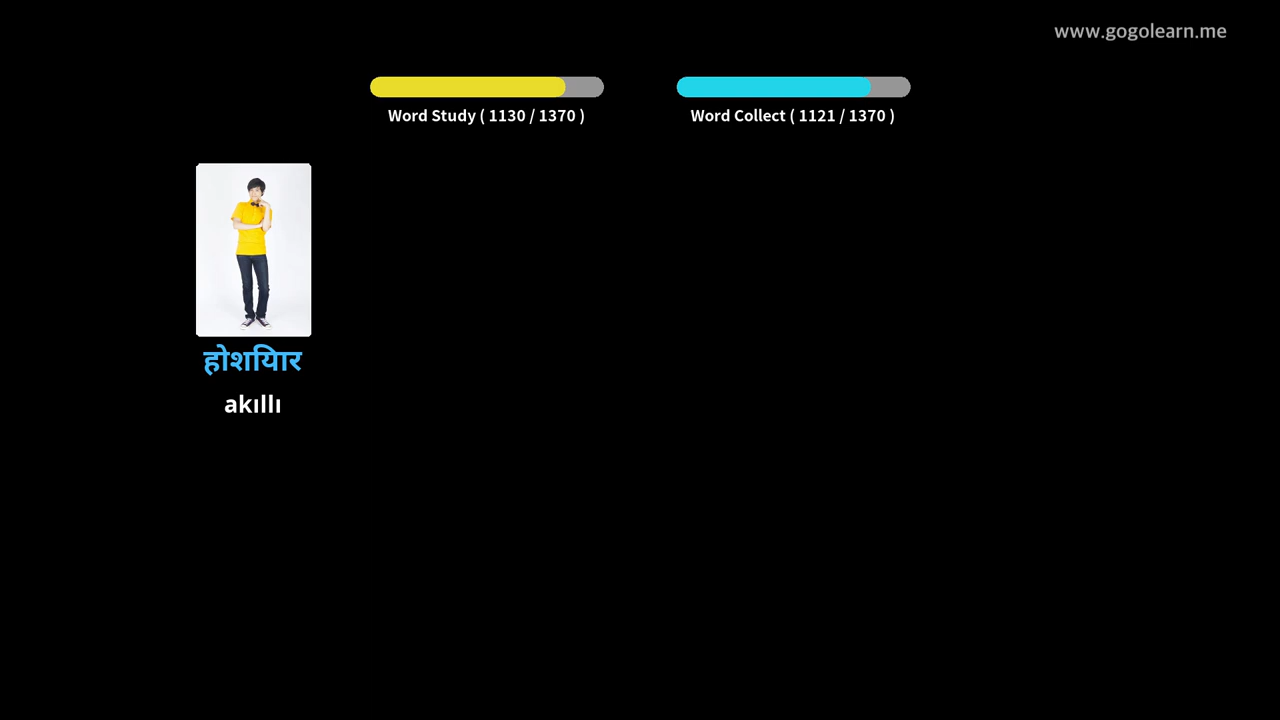 www.gogolearn.me
Word Study ( 1130 / 1370 )
Word Collect ( 1121 / 1370 )
होशियार
akıllı